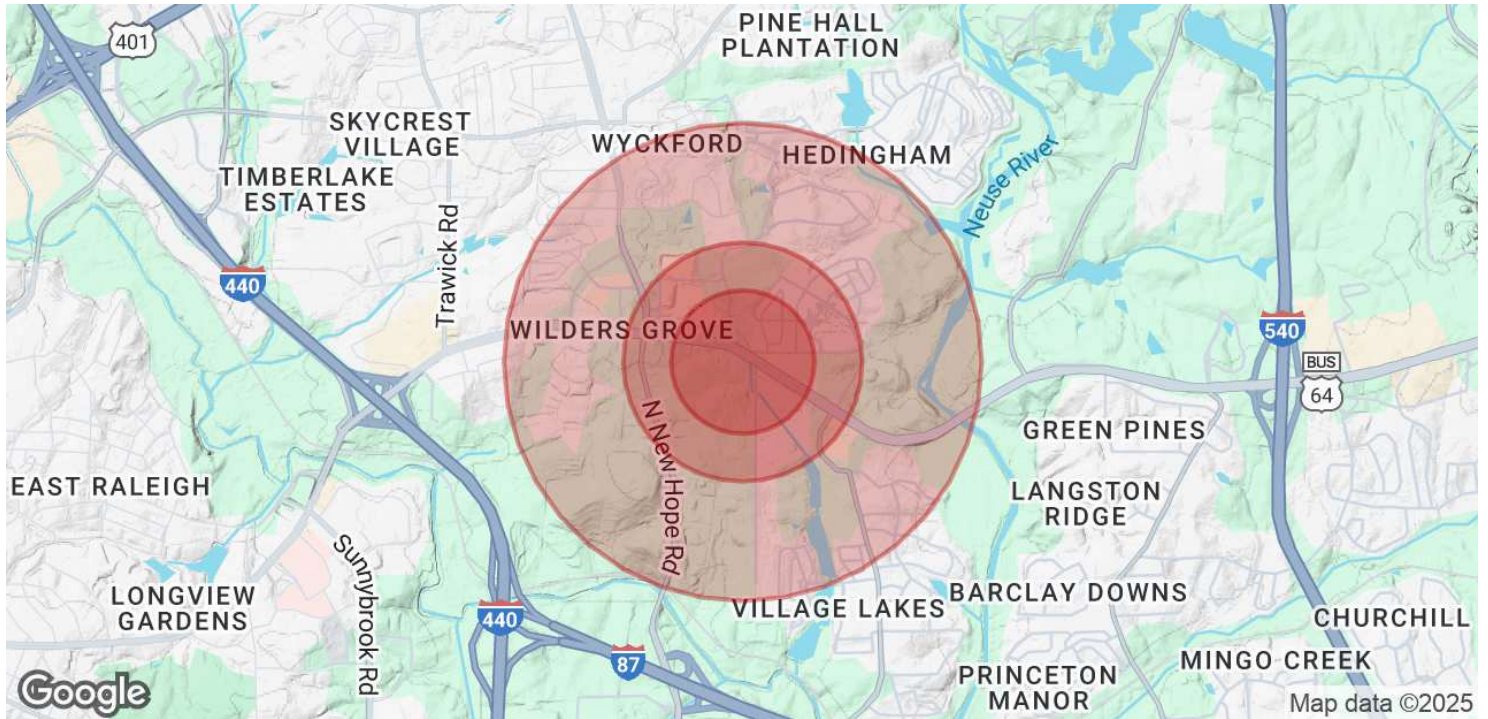 PINE HALL
PLANTATION
401
SKYCREST
VILLAGE
WYCKFORD
HEDINGHAM
TIMBERLAKE
ESTATES
Neuse River
Trawick Rd
440
WILDERS GROVE
540
BUS
64
N New Hope Rd
GREEN PINES
EAST RALEIGH
LANGSTON
RIDGE
Sunnybrook Rd
LONGVIEW
GARDENS
440
VILLAGE LAKES
BARCLAY DOWNS
CHURCHILL
87
MINGO CREEK
PRINCETON
MANOR
Google
Map data ©2025